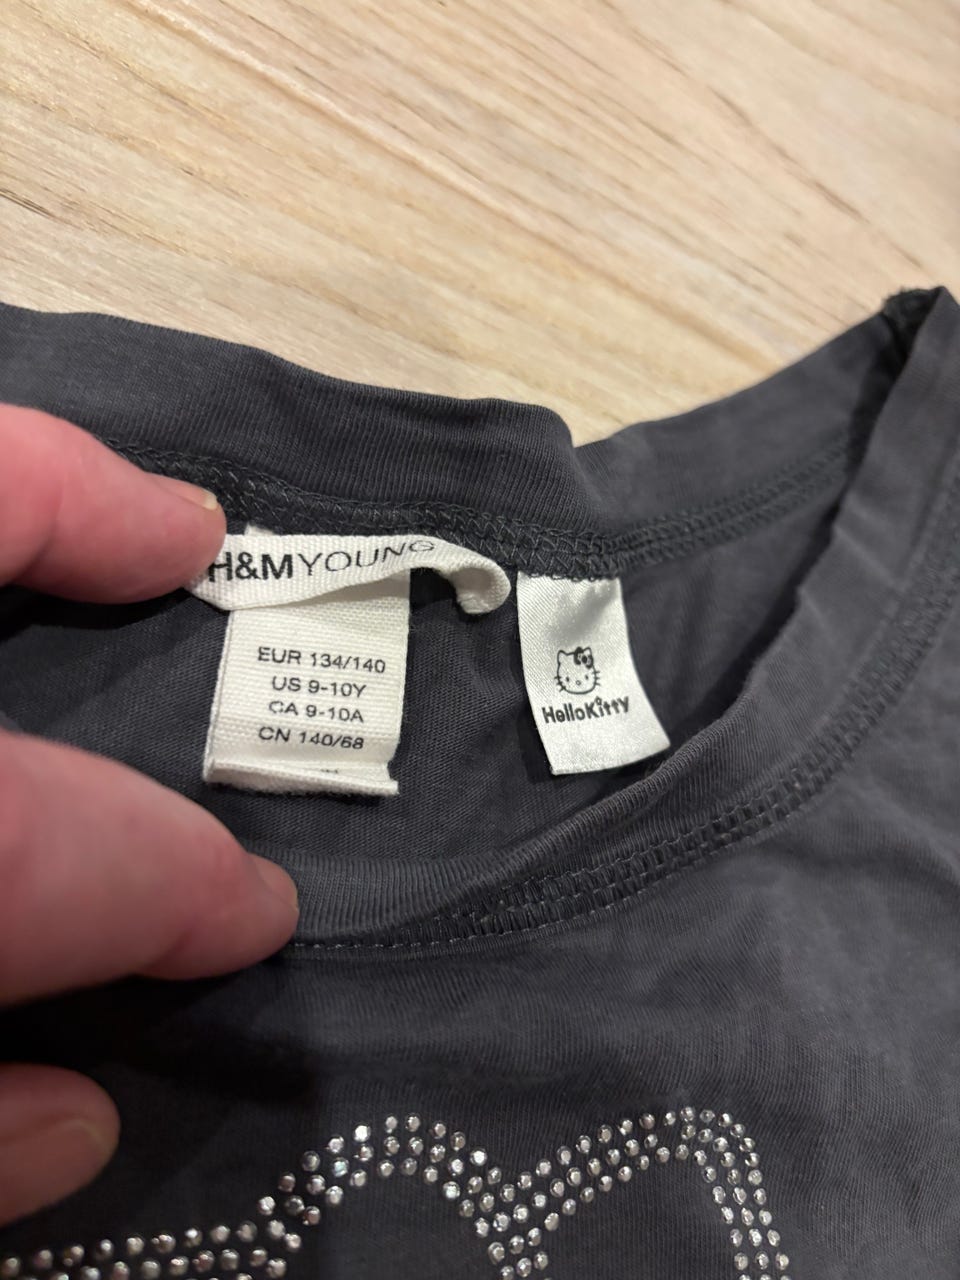 H&MYOUNG
EUR 134/140
US 9-10Y
CA 9-10A
CN 140/68
HelloKitty